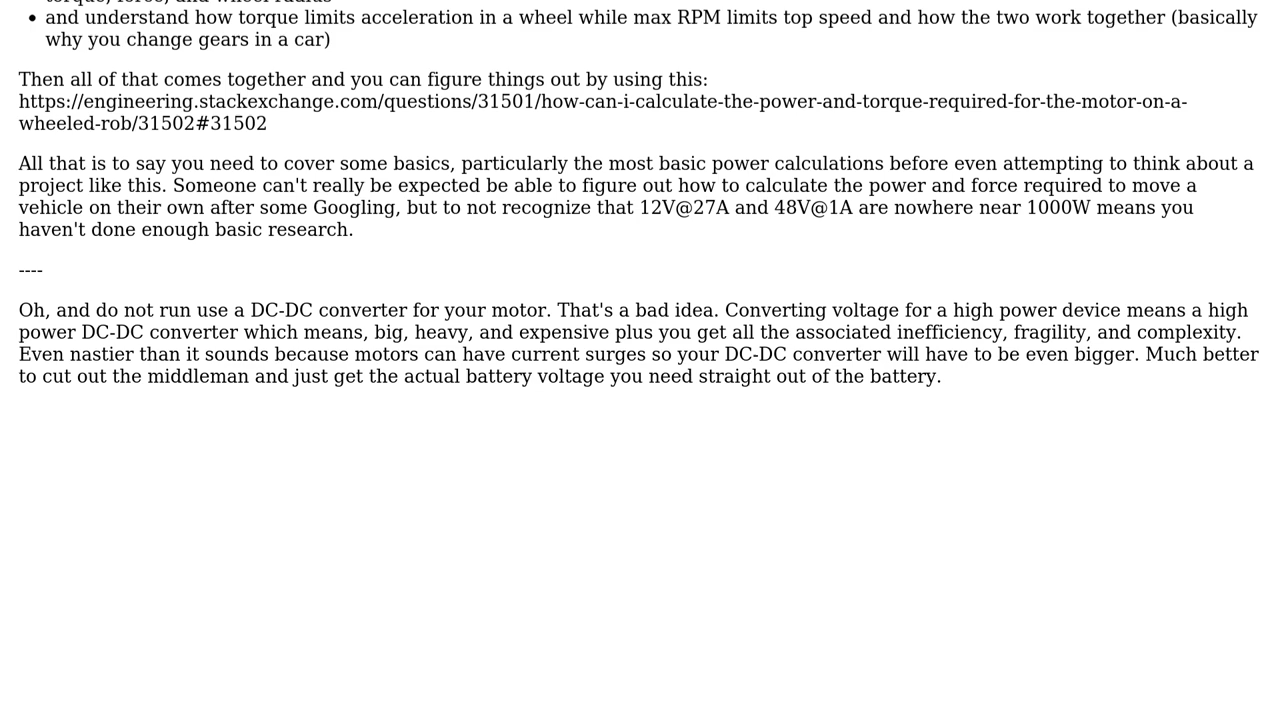 torque, force, and wheel radius
• and understand how torque limits acceleration in a wheel while max RPM limits top speed and how the two work together (basically
why you change gears in a car)
Then all of that comes together and you can figure things out by using this:
https://engineering.stackexchange.com/questions/31501/how-can-i-calculate-the-power-and-torque-required-for-the-motor-on-a-
wheeled-rob/31502#31502
All that is to say you need to cover some basics, particularly the most basic power calculations before even attempting to think about a
project like this. Someone can't really be expected be able to figure out how to calculate the power and force required to move a
vehicle on their own after some Googling, but to not recognize that 12V@27A and 48V@1A are nowhere near 1000W means you
haven't done enough basic research.
----
Oh, and do not run use a DC-DC converter for your motor. That's a bad idea. Converting voltage for a high power device means a high
power DC-DC converter which means, big, heavy, and expensive plus you get all the associated inefficiency, fragility, and complexity.
Even nastier than it sounds because motors can have current surges so your DC-DC converter will have to be even bigger. Much better
to cut out the middleman and just get the actual battery voltage you need straight out of the battery.